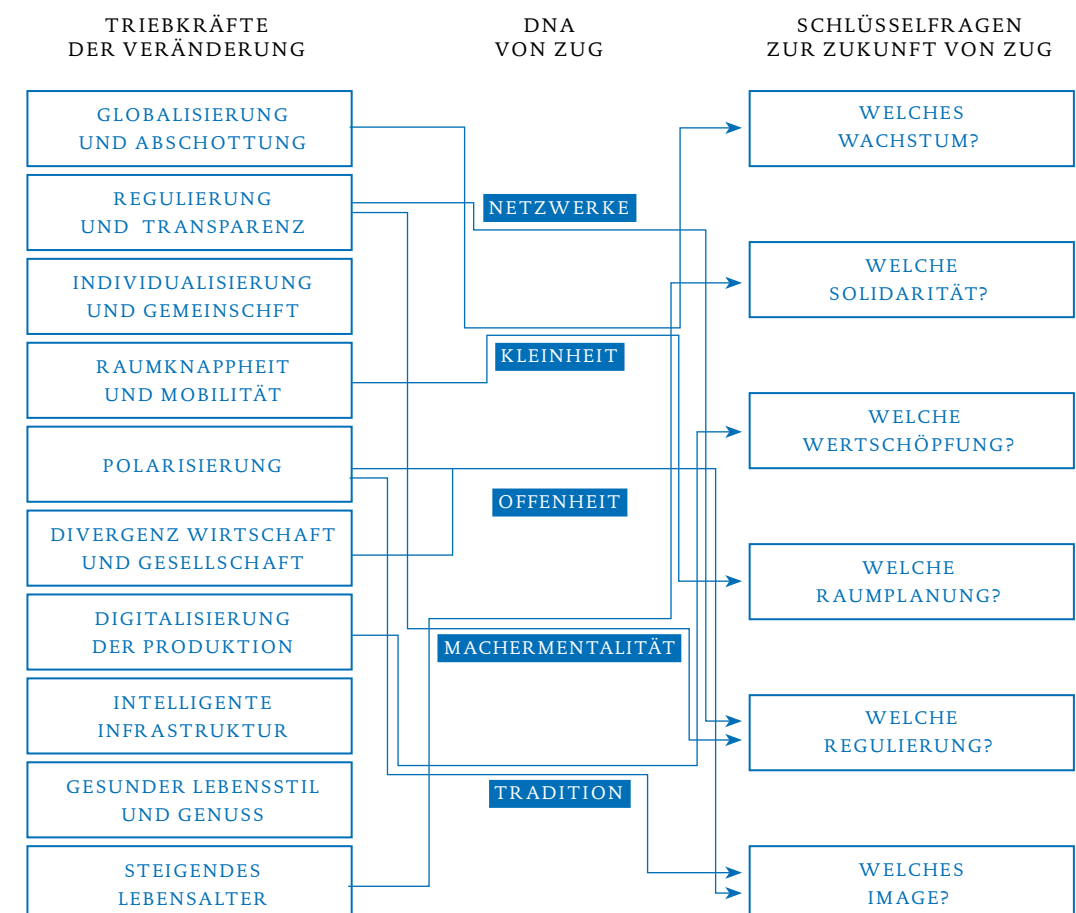 TRIEBKRÄFTE
DER VERÄNDERUNG
GLOBALISIERUNG
UND ABSCHOTTUNG
REGULIERUNG
UND TRANSPARENZ
INDIVIDUALISIERUNG
UND GEMEINSCHFT
RAUMKNAPPHEIT
UND MOBILITÄT
POLARISIERUNG
DIVERGENZ WIRTSCHAFT
UND GESELLSCHAFT
DIGITALISIERUNG
DER PRODUKTION
INTELLIGENTE
INFRASTRUKTUR
GESUNDER LEBENSSTIL
UND GENUSS
STEIGENDES
LEBENSALTER
DNA
VON ZUG
NETZWERKE
KLEINHEIT
OFFENHEIT
MACHERMENTALITÄT
TRADITION
SCHLÜSSELFRAGEN
ZUR ZUKUNFT VON ZUG
WELCHES
WACHSTUM?
WELCHE
SOLIDARITÄT?
WELCHE
WERTSCHÖPFUNG?
WELCHE
RAUMPLANUNG?
WELCHE
REGULIERUNG?
WELCHES
IMAGE?